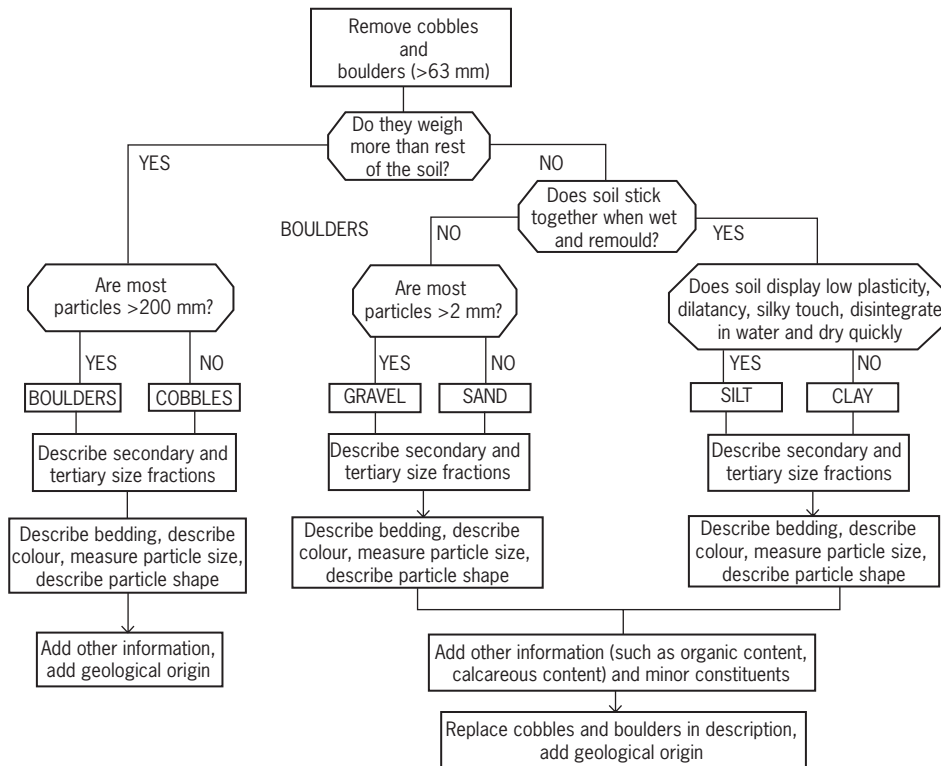 Remove cobbles
and
boulders (>63 mm)
Do they weigh
more than rest
of the soil?
YES
NO
Does soil stick
together when wet
and remould?
BOULDERS
NO
YES
Are most
particles >200 mm?
Are most
particles >2 mm?
Does soil display low plasticity,
dilatancy, silky touch, disintegrate
in water and dry quickly
YES
NO
YES
NO
YES
NO
BOULDERS
COBBLES
GRAVEL
SAND
SILT
CLAY
Describe secondary and
tertiary size fractions
Describe secondary and
tertiary size fractions
Describe secondary and
tertiary size fractions
Describe bedding, describe
colour, measure particle size,
describe particle shape
Describe bedding, describe
colour, measure particle size,
describe particle shape
Describe bedding, describe
colour, measure particle size,
describe particle shape
Add other information,
add geological origin
Add other information (such as organic content,
calcareous content) and minor constituents
Replace cobbles and boulders in description,
add geological origin